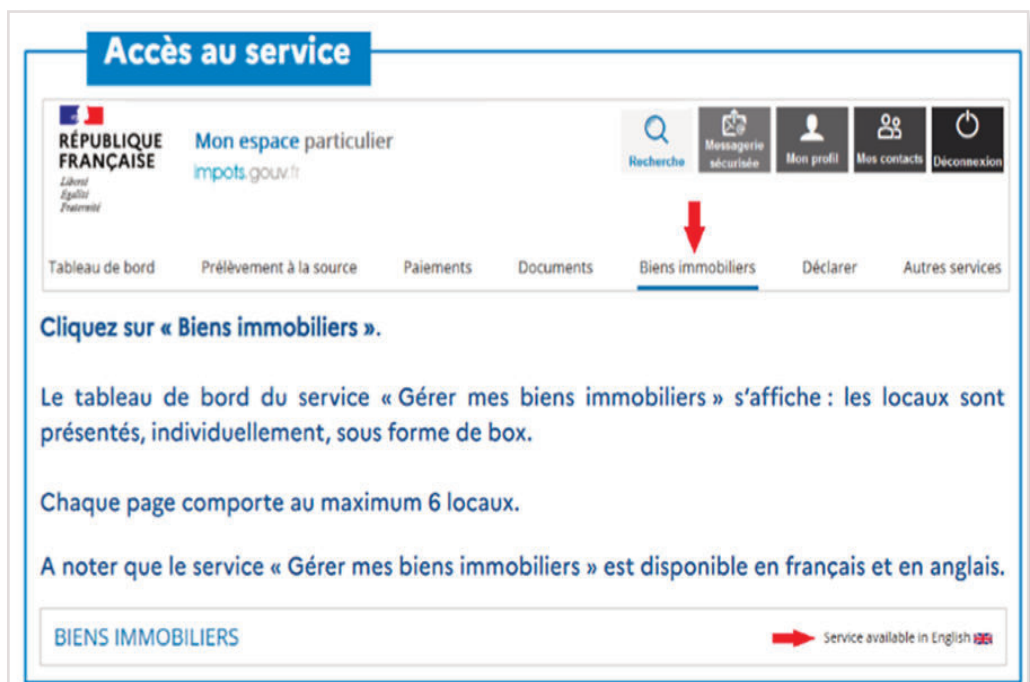 Accès au service
RÉPUBLIQUE
FRANÇAISE
Liberté
Égalité
Fraternité
Mon espace particulier
impots.gouv.fr
Recherche
Messagerie
sécurisée
Mon profil
Mes contacts
Déconnexion
Tableau de bord Prélèvement à la source Paiements Documents Biens immobiliers Déclarer Autres services
Cliquez sur « Biens immobiliers ».
Le tableau de bord du service « Gérer mes biens immobiliers » s'affiche : les locaux sont
présentés, individuellement, sous forme de box.
Chaque page comporte au maximum 6 locaux.
A noter que le service « Gérer mes biens immobiliers » est disponible en français et en anglais.
BIENS IMMOBILIERS
Service available in English